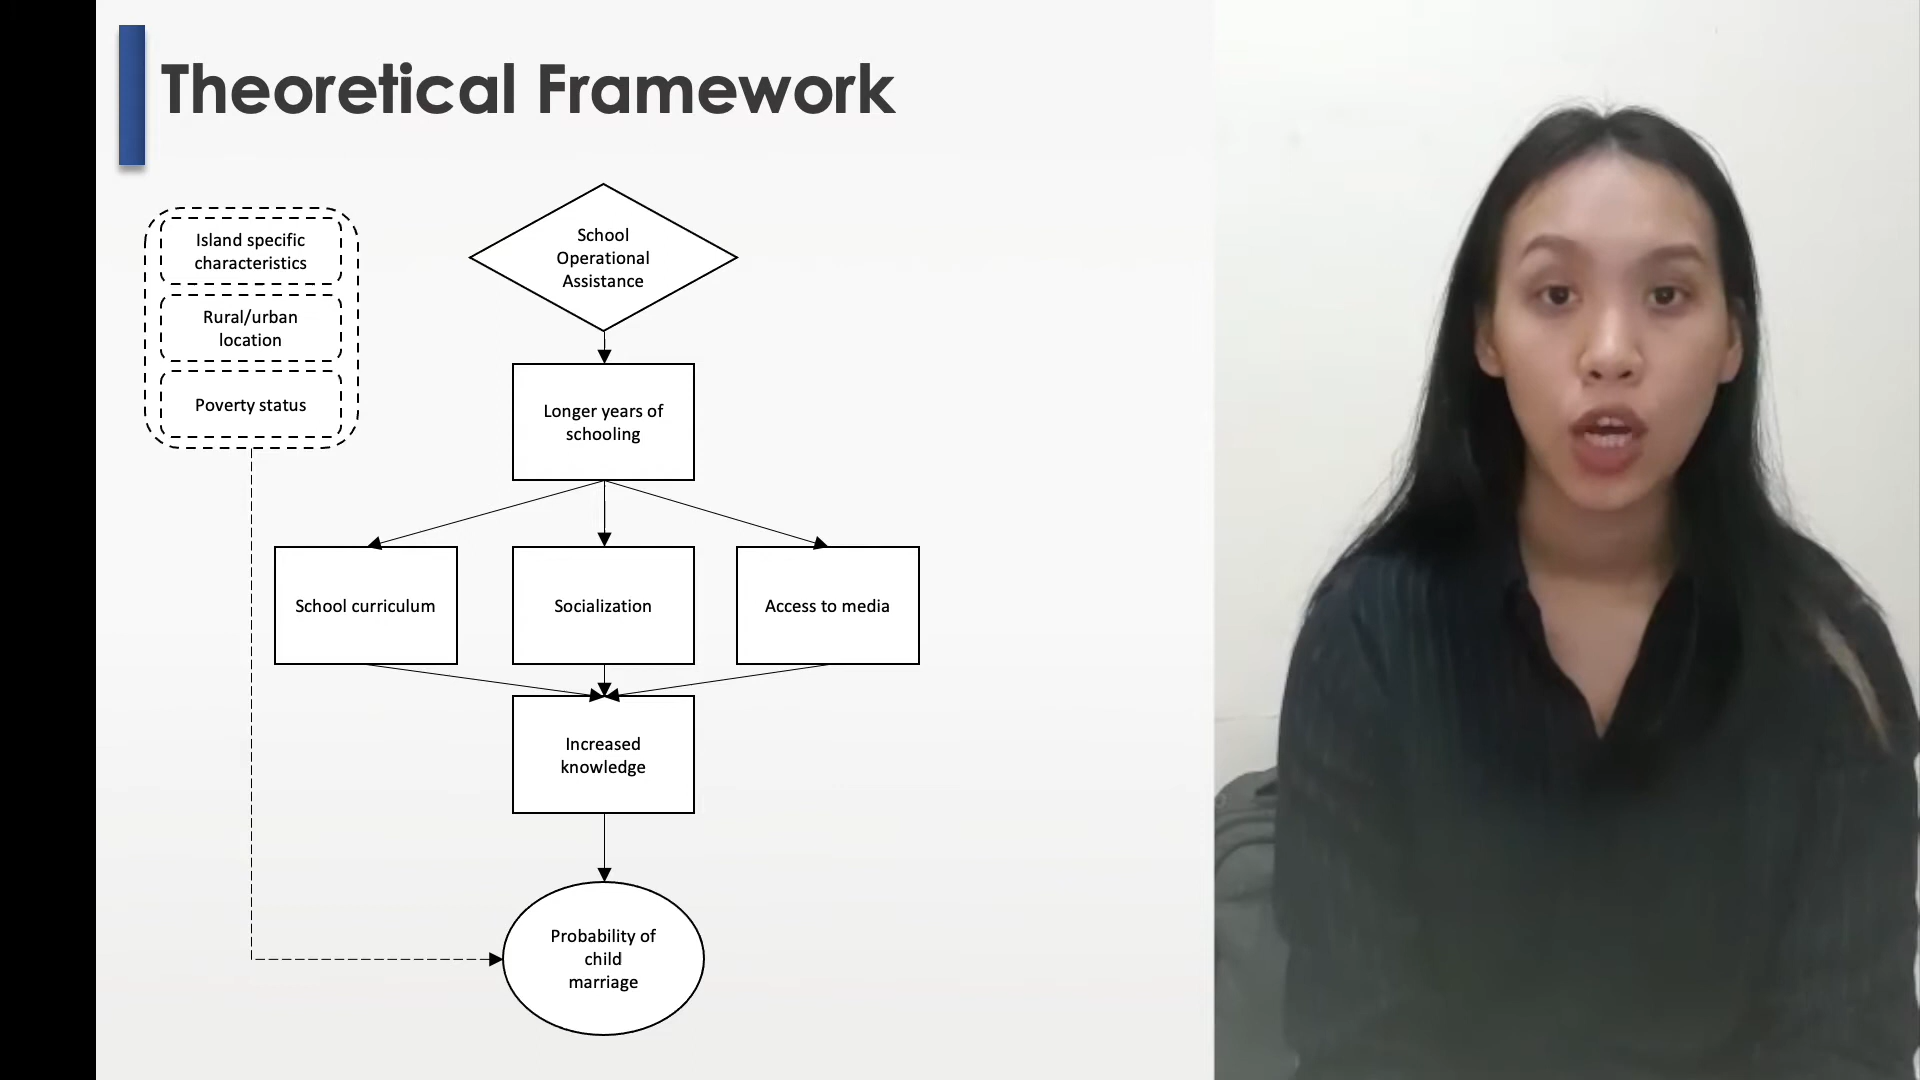 Theoretical Framework
Island specific
characteristics
Rural/urban
location
Poverty status
School
Operational
Assistance
Longer years of
schooling
School curriculum
Socialization
Access to media
Increased
knowledge
Probability of
child
marriage